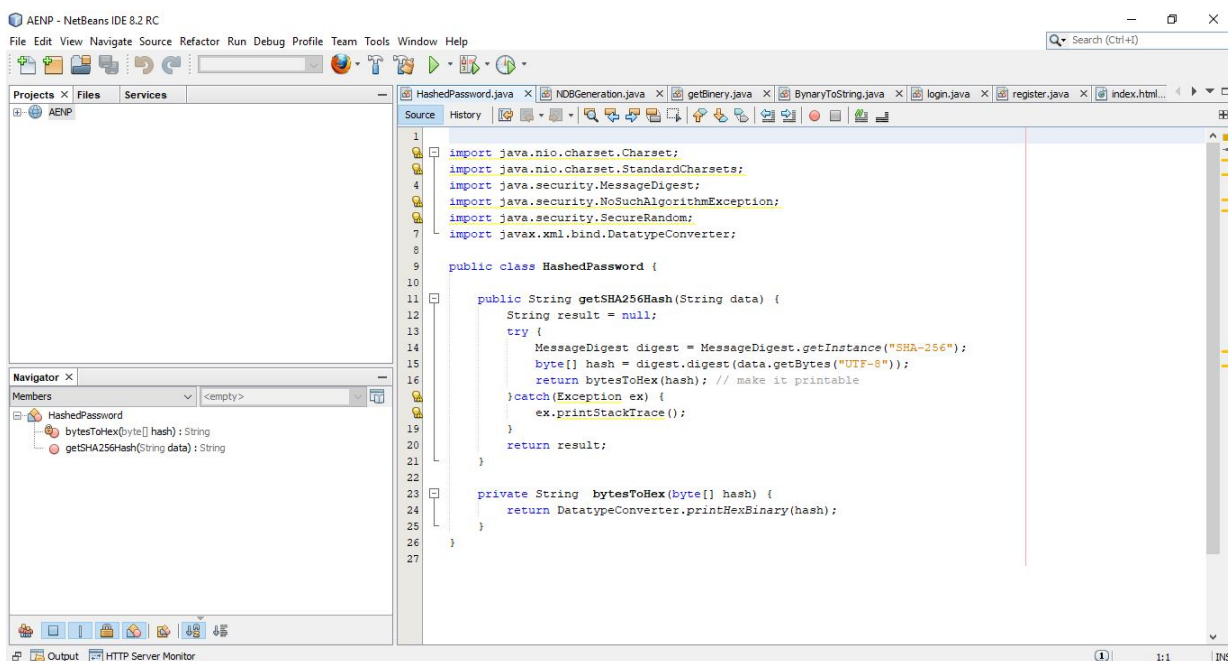 AENP - NetBeans IDE 8.2 RC
File Edit View Navigate Source Refactor Run Debug Profile Team Tools Window Help
Search (Ctrl+I)
Projects Files Services
AENP
HashedPassword.java NDBGeneration.java getBinery.java BynaryToString.java login.java register.java index.html...
Source History
1
import java.nio.charset.Charset;
import java.nio.charset.StandardCharsets;
4 import java.security.MessageDigest;
import java.security.NoSuchAlgorithmException;
import java.security.SecureRandom;
7 import javax.xml.bind.DatatypeConverter;
8
9 public class HashedPassword {
10
11 public String getSHA256Hash(String data) {
12 String result = null;
13 try {
14 MessageDigest digest = MessageDigest.getInstance("SHA-256");
15 byte[] hash = digest.digest(data.getBytes("UTF-8"));
16 return bytesToHex(hash); // make it printable
}catch(Exception ex) {
ex.printStackTrace();
19 }
20 return result;
21 }
22
23 private String bytesToHex(byte[] hash) {
24 return DatatypeConverter.printHexBinary(hash);
25 }
26 }
27
Navigator
Members <empty>
HashedPassword
bytesToHex(byte[] hash) : String
getSHA256Hash(String data) : String
Output HTTP Server Monitor
1 1:1 INS